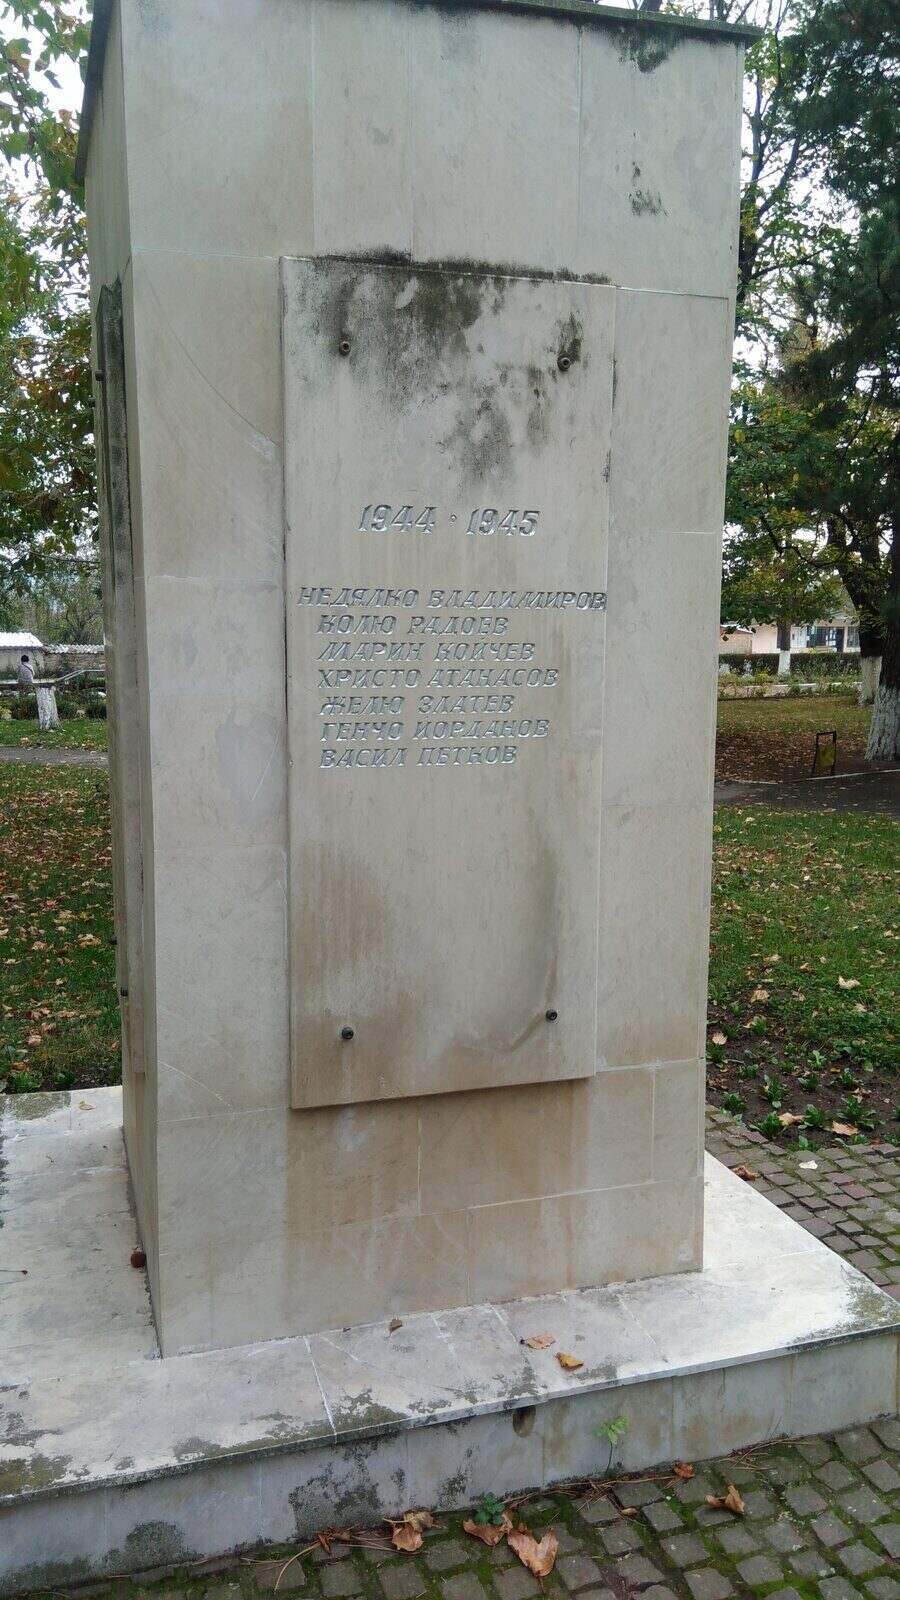 1944 · 1945
НЕДЯЛКО ВЛАДИМИРОВ
КОЛЮ РАДОЕВ
МАРИН КОЙЧЕВ
ХРИСТО АТАНАСОВ
ЖЕЛЮ ЗЛАТЕВ
ГЕНЧО ЙОРДАНОВ
ВАСИЛ ПЕТКОВ